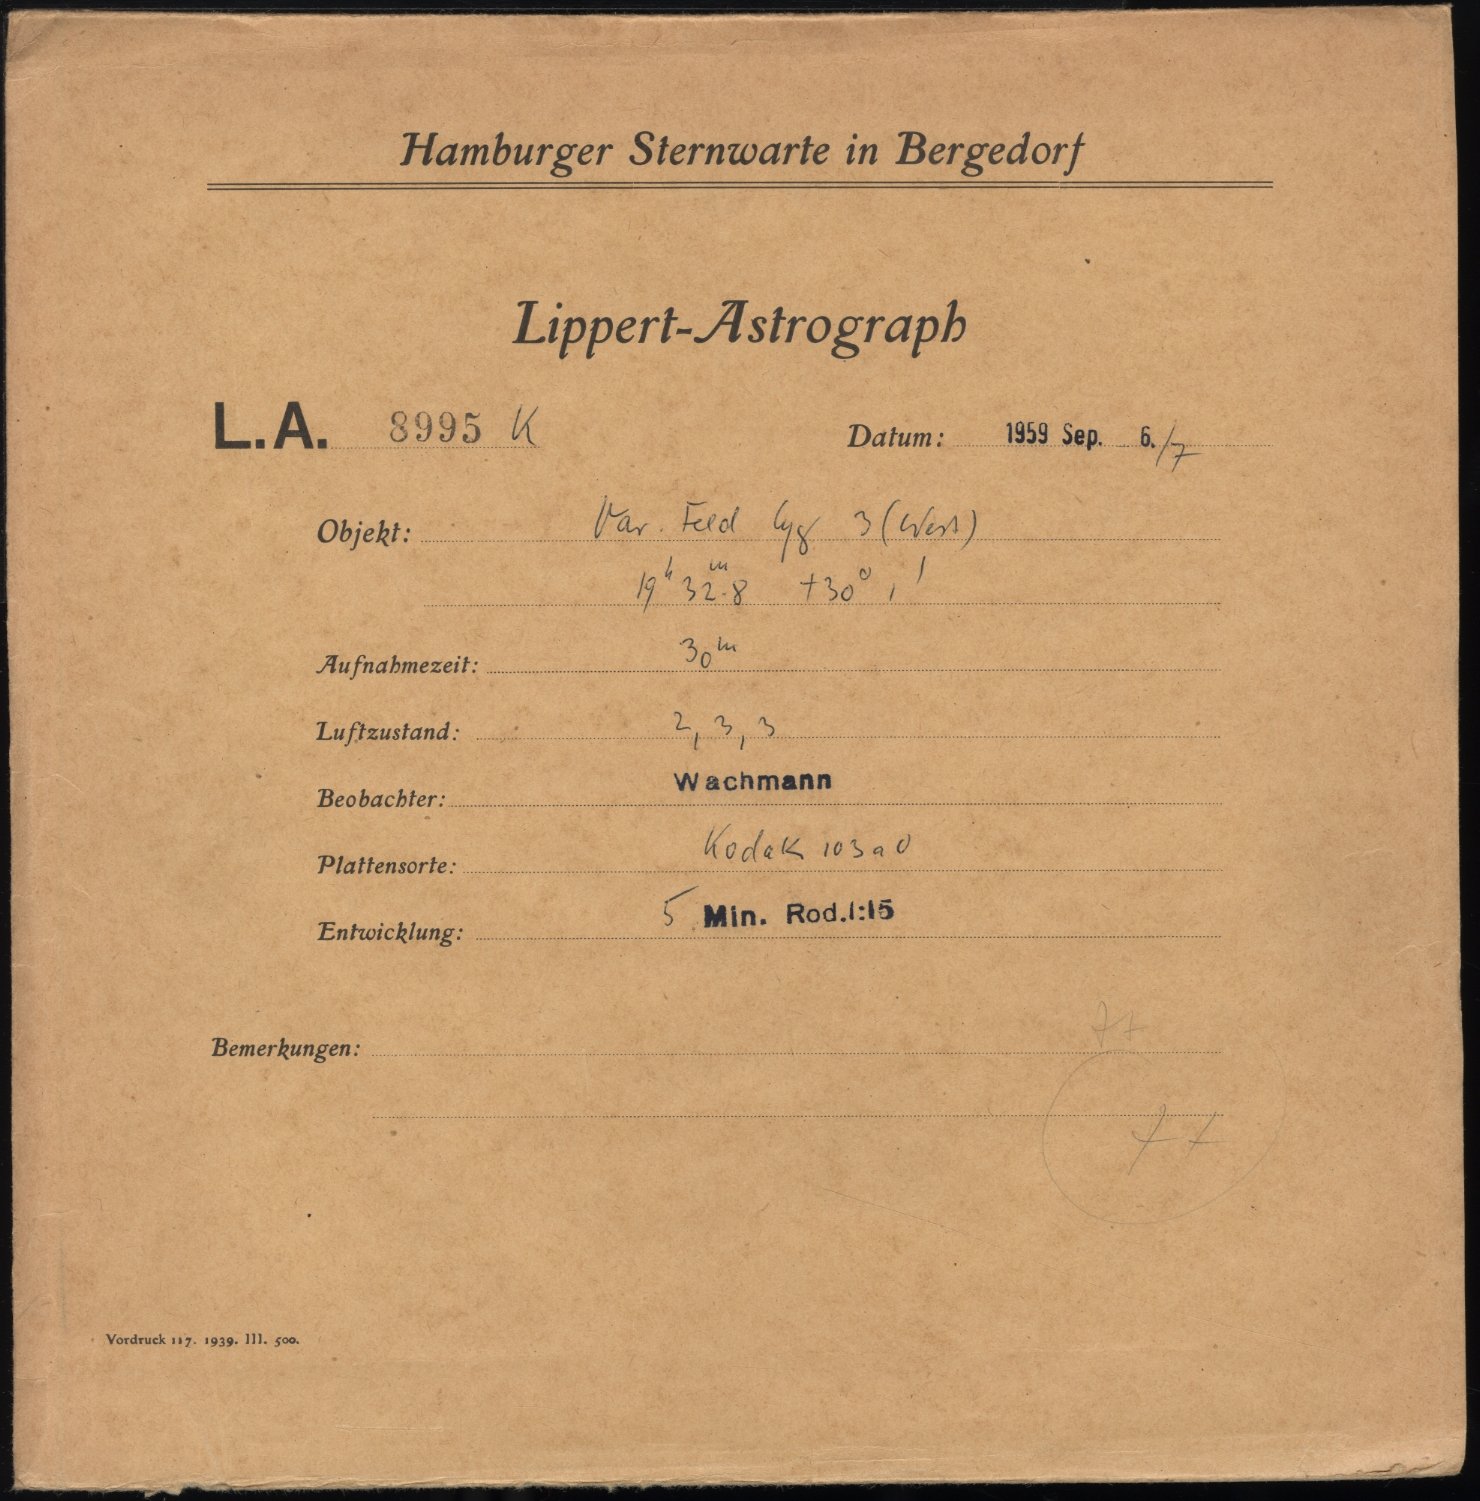 Hamburger Sternwarte in Bergedorf
Lippert-Astrograph
L.A. 8995 K Datum: 1959 Sep. 6./7
Objekt: Var. Feld Cyg 3 (West)
19ʰ 32ᵐ.8 +30° 1'
Aufnahmezeit: 30ᵐ
Luftzustand: 2, 3, 3
Beobachter: Wachmann
Plattensorte: Kodak 103aO
Entwicklung: 5 Min. Rod.1:15
Bemerkungen:
Vordruck 117. 1939. III. 500.